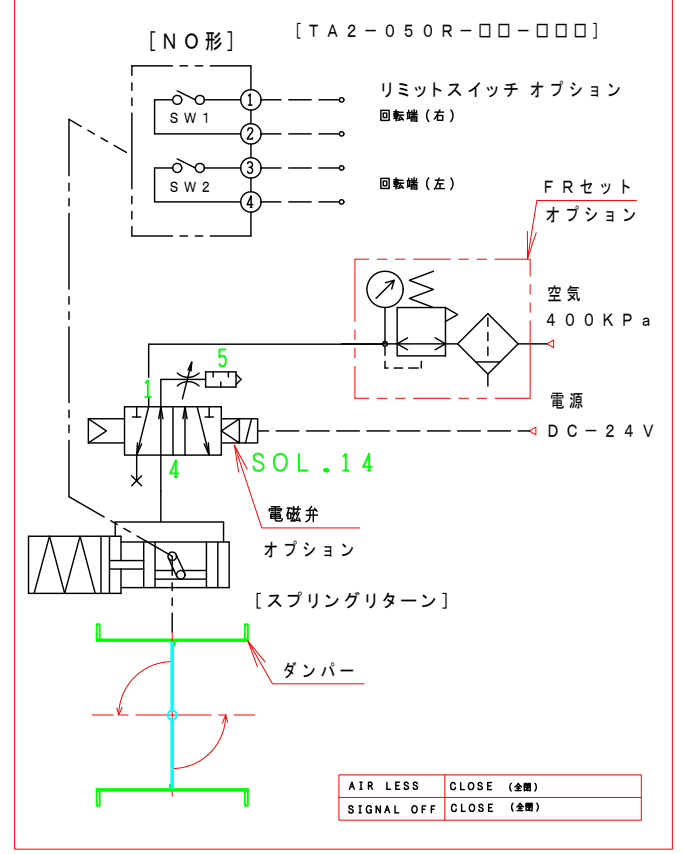 [NO形]
[TA2-050R-□□-□□□]
リミットスイッチ オプション
SW1
1
2
回転端(右)
SW2
3
4
回転端(左)
FRセット
オプション
空気
400KPa
5
1
電源
DC-24V
4
SOL.14
電磁弁
オプション
[スプリングリターン]
ダンパー
AIR LESS CLOSE (全閉)
SIGNAL OFF CLOSE (全閉)